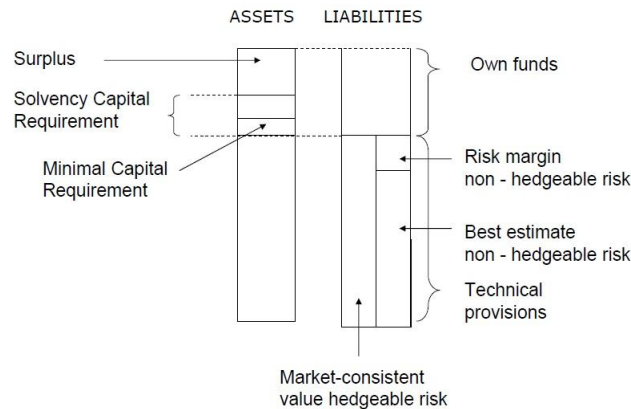 ASSETS LIABILITIES
Surplus
Own funds
Solvency Capital
Requirement
Minimal Capital
Requirement
Risk margin
non - hedgeable risk
Best estimate
non - hedgeable risk
Technical
provisions
Market-consistent
value hedgeable risk